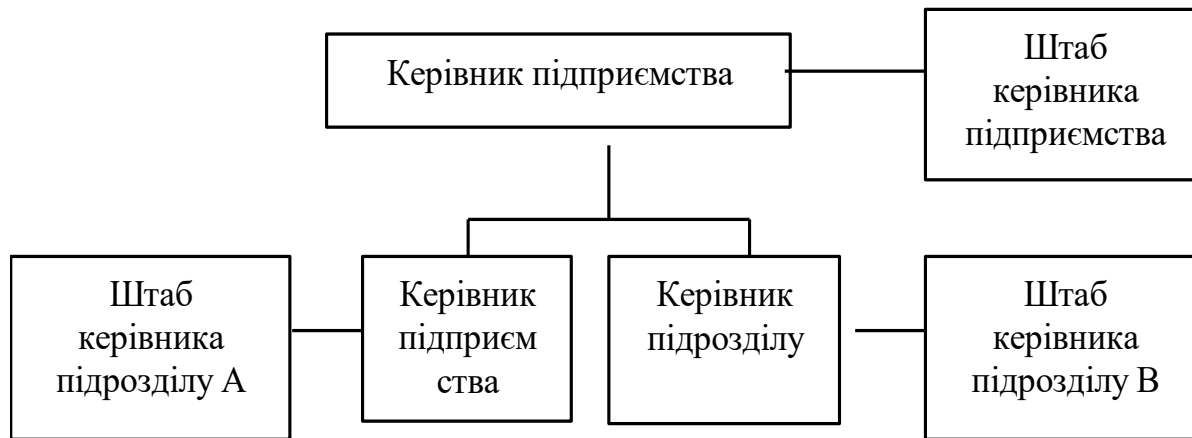 Керівник підприємства
Штаб
керівника
підприємства
Штаб
керівника
підрозділу А
Керівник
підприєм
ства
Керівник
підрозділу
Штаб
керівника
підрозділу В